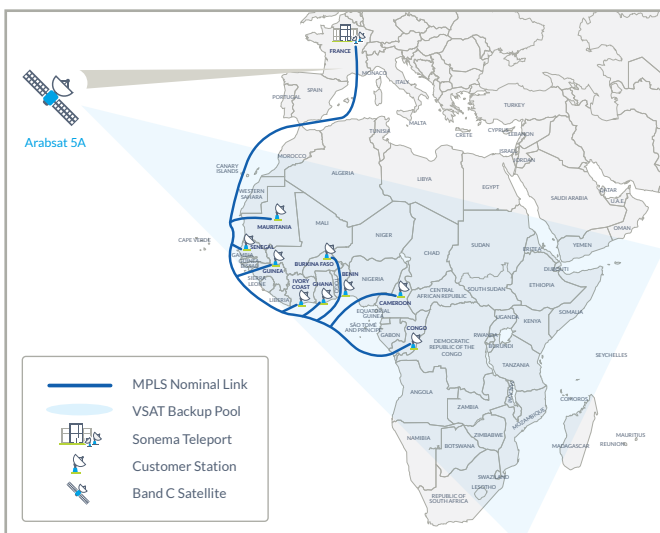 FRANCE
MONACO
ITALY
SPAIN
PORTUGAL
TURKEY
MALTA
CRETE
CYPRUS
LEBANON
TUNISIA
ISRAEL
JORDAN
Arabsat 5A
MOROCCO
CANARY
ISLANDS
ALGERIA
LIBYA
EGYPT
SAUDI ARABIA
QATAR
U.A.E.
OMAN
WESTERN
SAHARA
MAURITANIA
MALI
NIGER
CHAD
SUDAN
YEMEN
CAPE VERDE
SENEGAL
GAMBIA
GUINEA
BURKINA FASO
BENIN
NIGERIA
DJIBOUTI
ETHIOPIA
SIERRA
LEONE
LIBERIA
IVORY
COAST
GHANA
CAMEROON
CENTRAL
AFRICAN REPUBLIC
SOUTH SUDAN
SOMALIA
EQUATORIAL
GUINEA
SÃO TOMÉ
AND PRINCIPE
GABON
CONGO
DEMOCRATIC
REPUBLIC OF THE
CONGO
UGANDA
KENYA
RWANDA
BURUNDI
TANZANIA
SEYCHELLES
COMOROS
ANGOLA
ZAMBIA
MOZAMBIQUE
ZIMBABWE
NAMIBIA
BOTSWANA
MADAGASCAR
MAURITIUS
REUNION
SWAZILAND
LESOTHO
REPUBLIC OF
SOUTH AFRICA
MPLS Nominal Link
VSAT Backup Pool
Sonema Teleport
Customer Station
Band C Satellite